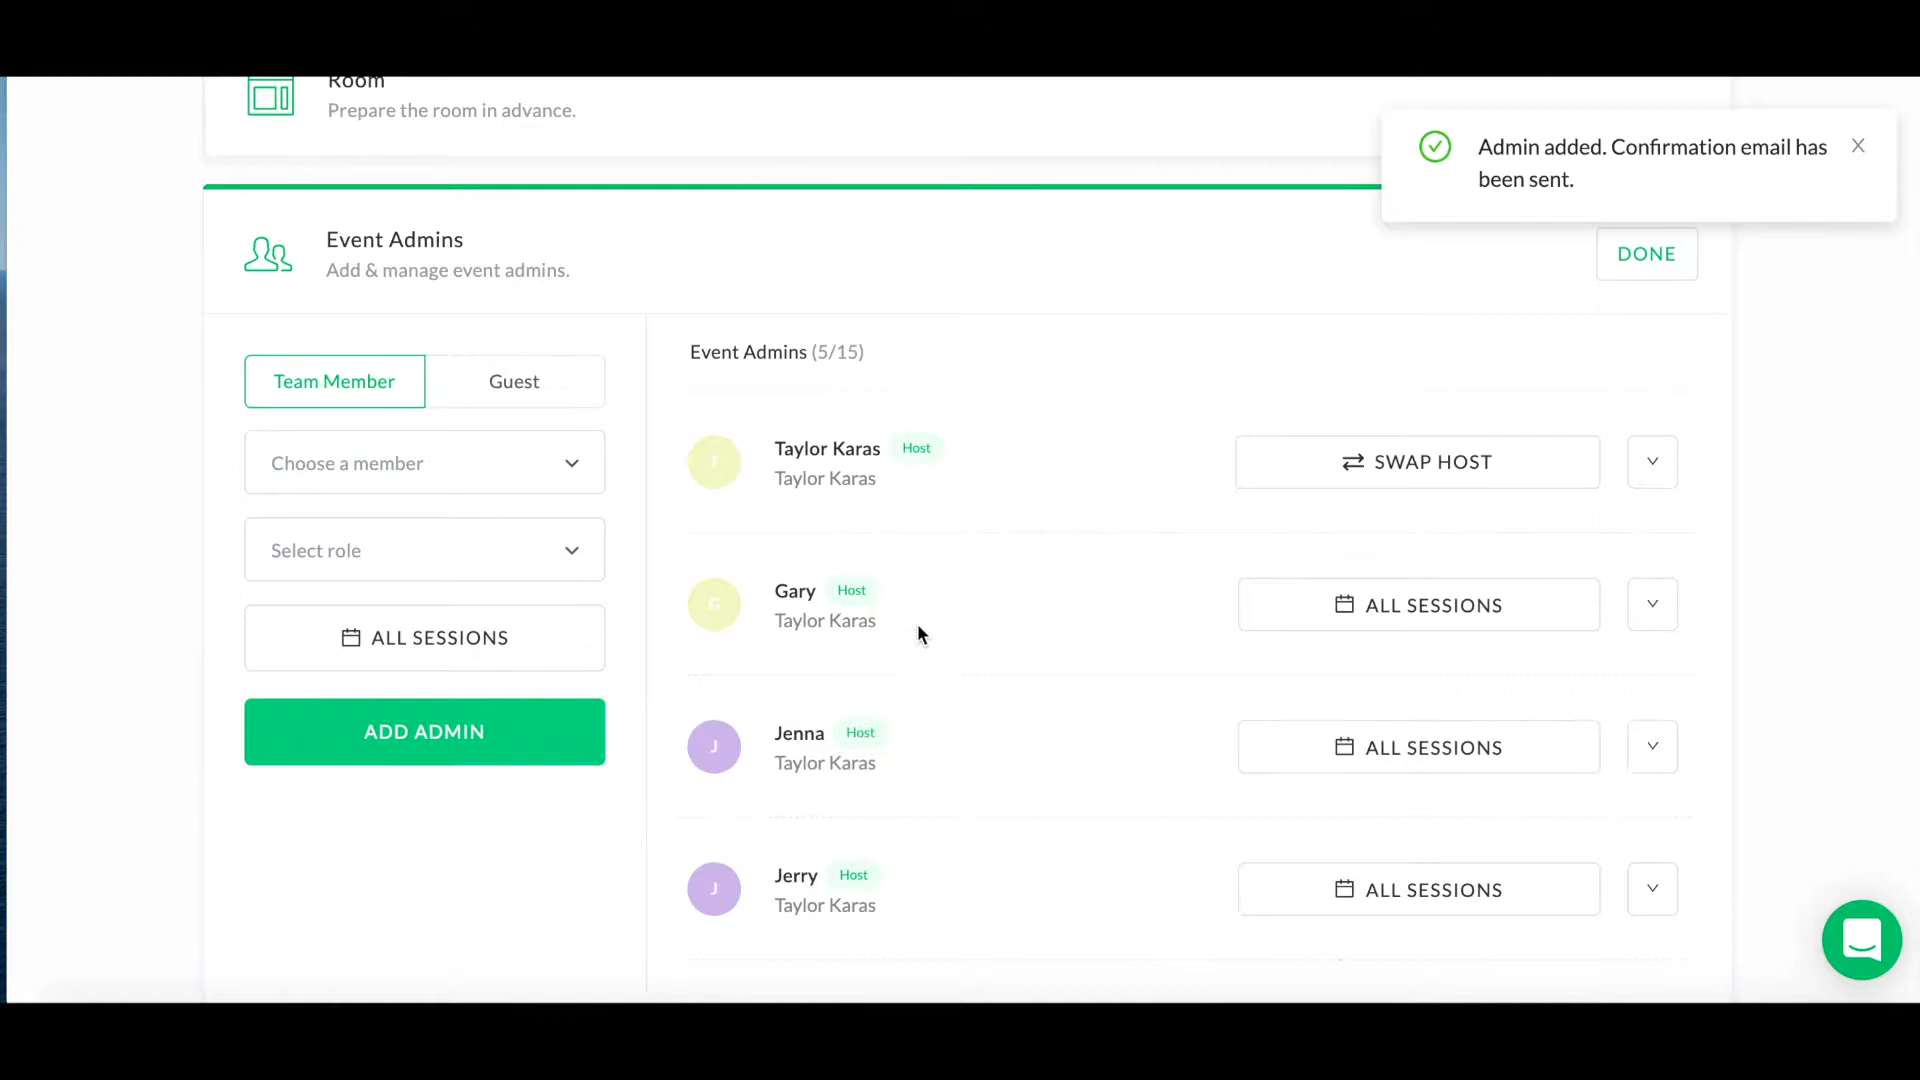 Room
Prepare the room in advance.
Admin added. Confirmation email has
been sent.
Event Admins
Add & manage event admins.
DONE
Team Member
Guest
Choose a member
Select role
ALL SESSIONS
ADD ADMIN
Event Admins (5/15)
T
Taylor Karas Host
Taylor Karas
SWAP HOST
G
Gary Host
Taylor Karas
ALL SESSIONS
J
Jenna Host
Taylor Karas
ALL SESSIONS
J
Jerry Host
Taylor Karas
ALL SESSIONS